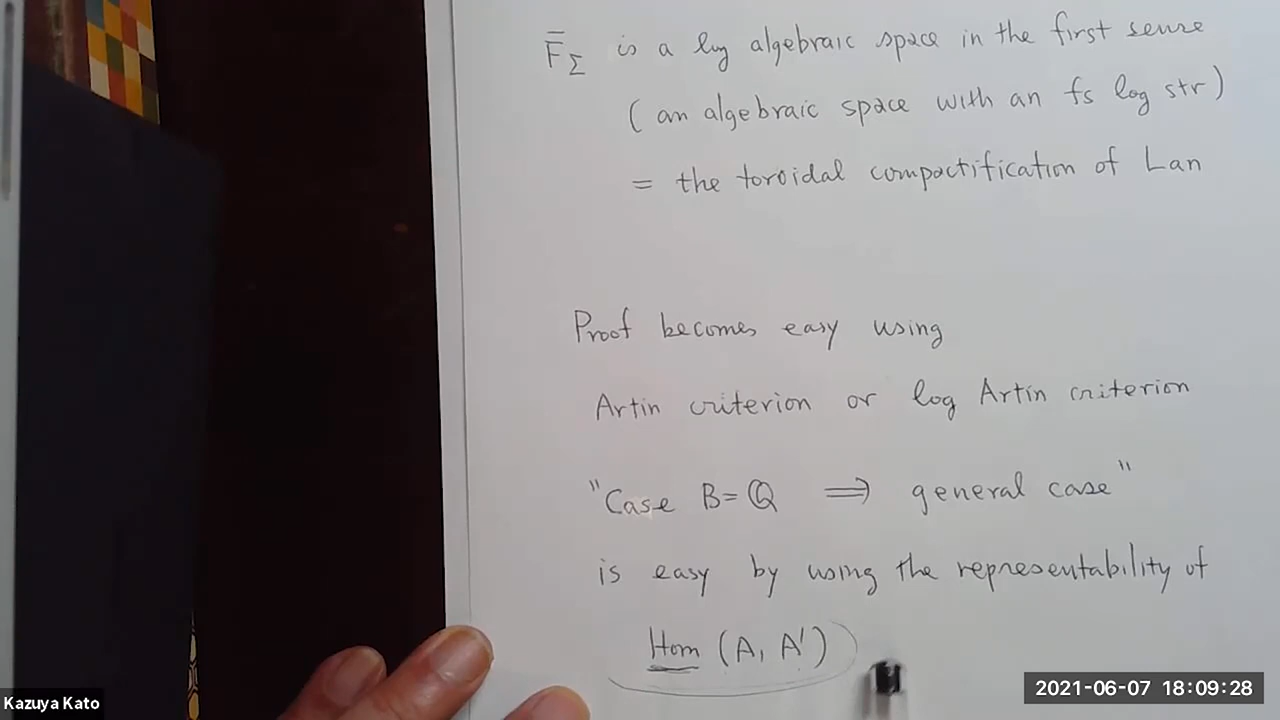 F̄_Σ is a log algebraic space in the first sense
(an algebraic space with an fs log str)
= the toroidal compactification of Lan
Proof becomes easy using
Artin criterion or log Artin criterion
"Case B=ℚ ⟹ general case"
is easy by using the representability of
Hom (A, A')
Kazuya Kato
2021-06-07 18:09:28